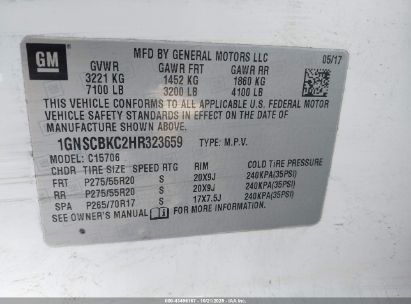 GM
MFD BY GENERAL MOTORS LLC 05/17
GVWR GAWR FRT GAWR RR
3221 KG 1452 KG 1860 KG
7100 LB 3200 LB 4100 LB
THIS VEHICLE CONFORMS TO ALL APPLICABLE U.S. FEDERAL MOTOR
VEHICLE SAFETY STANDARDS IN EFFECT ON THE DATE OF
MANUFACTURE SHOWN ABOVE.
1GNSCBKC2HR323659 TYPE: M.P.V.
MODEL: C15706
CHDR TIRE SIZE SPEED RTG RIM COLD TIRE PRESSURE
FRT P275/55R20 S 20X9J 240KPA(35PSI)
RR P275/55R20 S 20X9J 240KPA(35PSI)
SPA P265/70R17 S 17X7.5J 240KPA(35PSI)
SEE OWNER'S MANUAL FOR MORE INFORMATION.